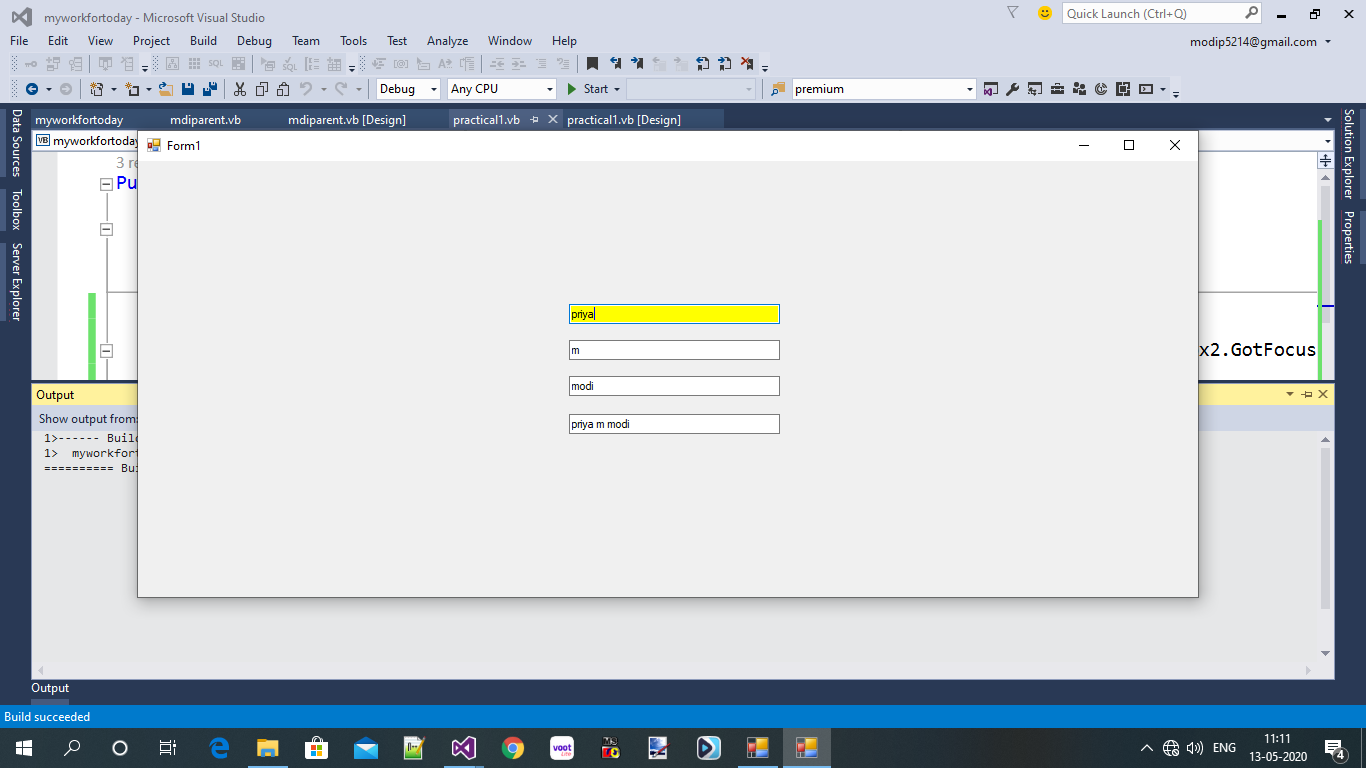 myworkfortoday - Microsoft Visual Studio
Quick Launch (Ctrl+Q)
File Edit View Project Build Debug Team Tools Test Analyze Window Help
modip5214@gmail.com
SQL
Debug Any CPU Start premium
myworkfortoday mdiparent.vb mdiparent.vb [Design] practical1.vb practical1.vb [Design]
Data Sources
Toolbox
Server Explorer
Solution Explorer
Properties
VB myworkfortoday
Form1
3 re
Pu
priya
m
x2.GotFocus
modi
priya m modi
Output
Show output from:
1>------ Build
1> myworkfort
========== Bui
Output
Build succeeded
voot
ENG
11:11
13-05-2020
4